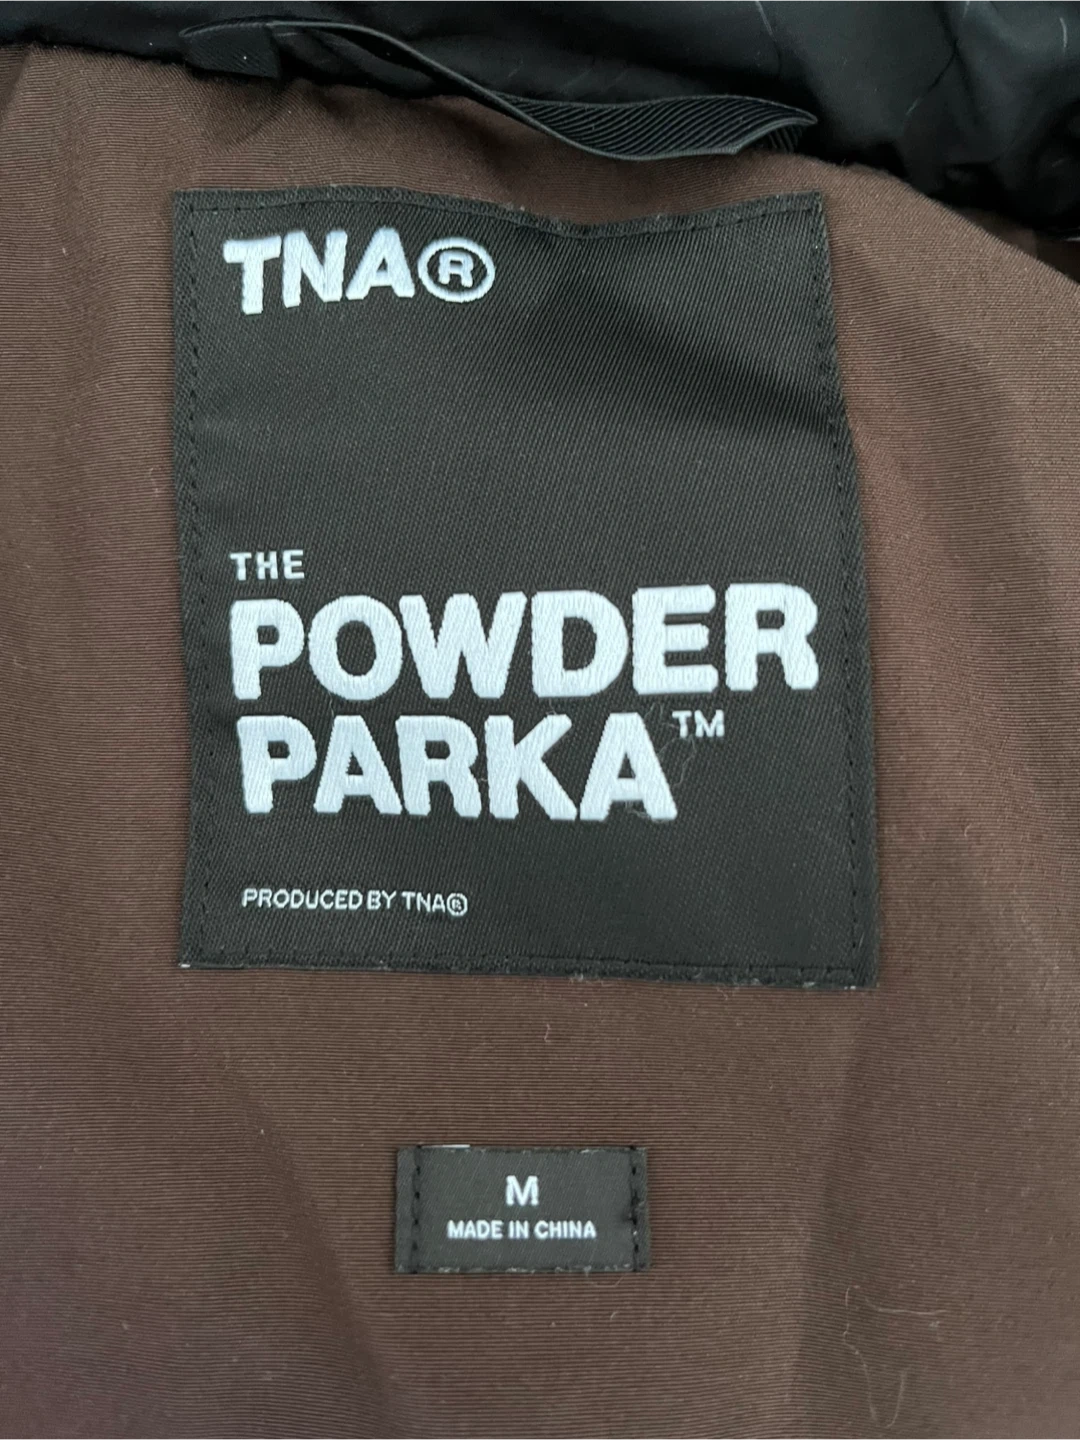 TNA®
THE
POWDER
PARKA™
PRODUCED BY TNA®
M
MADE IN CHINA